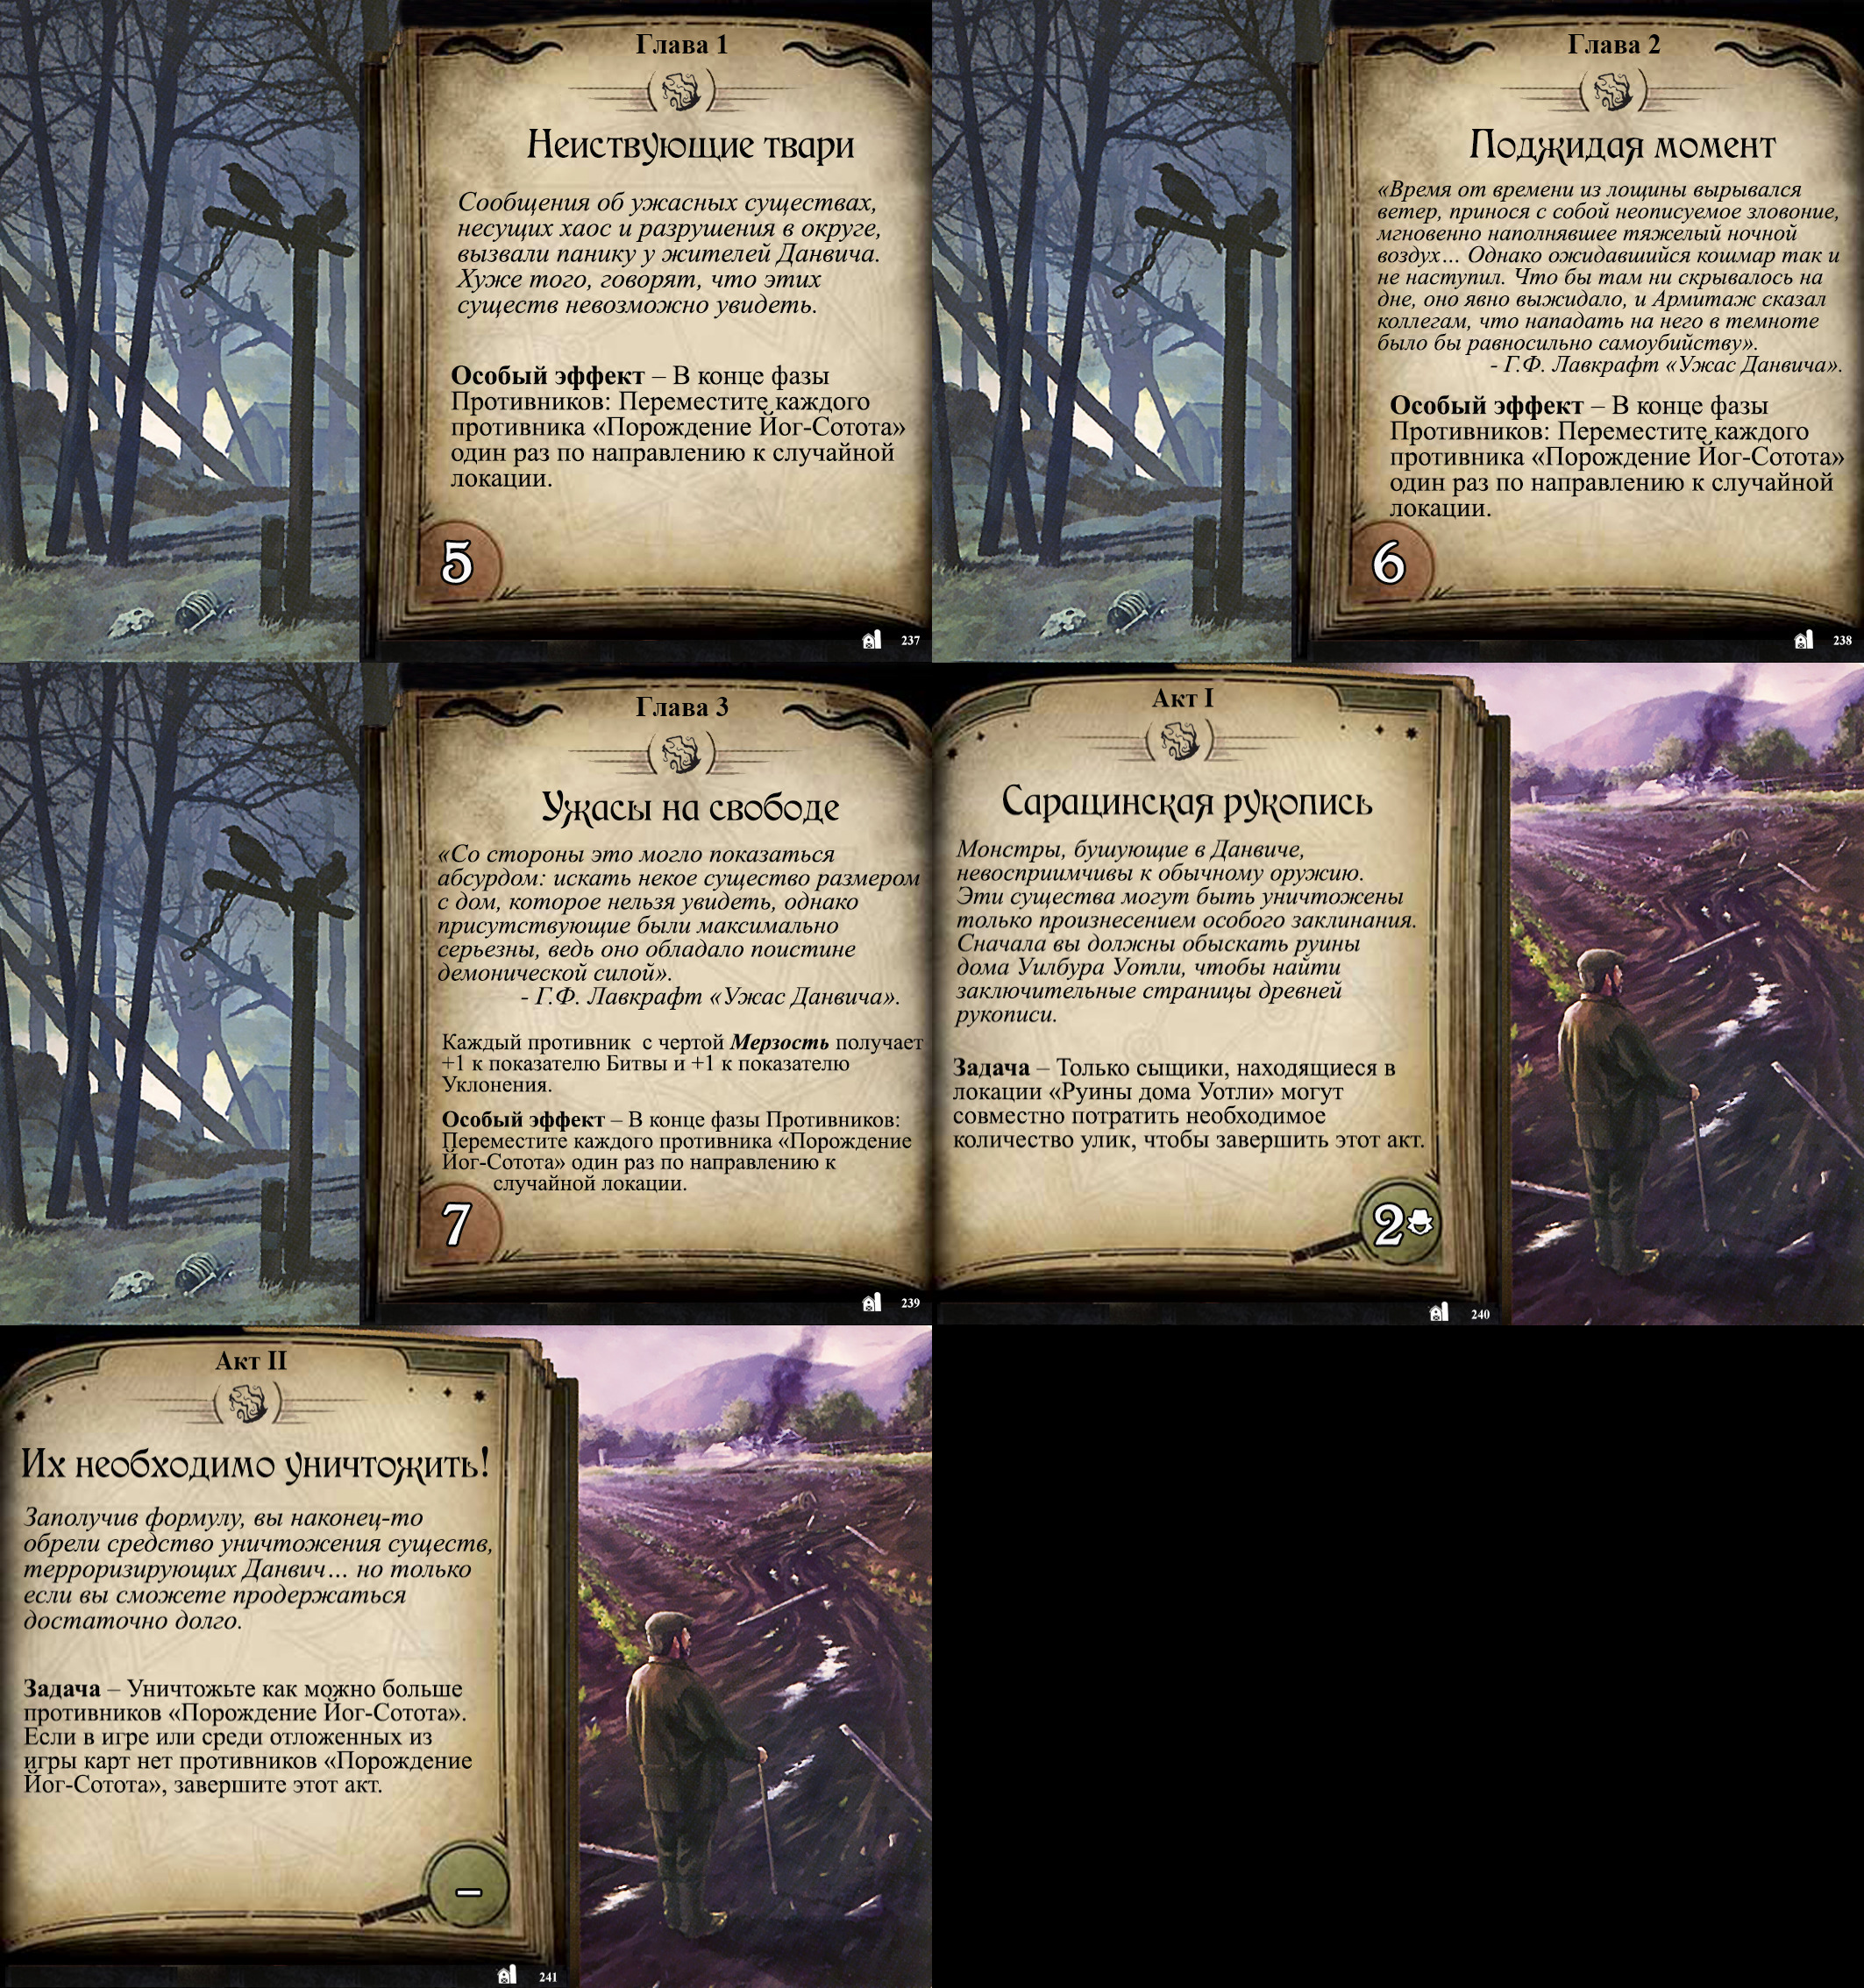 Глава 1
Неиствующие твари
Сообщения об ужасных существах,
несущих хаос и разрушения в округе,
вызвали панику у жителей Данвича.
Хуже того, говорят, что этих
существ невозможно увидеть.
Особый эффект – В конце фазы
Противников: Переместите каждого
противника «Порождение Йог-Сотота»
один раз по направлению к случайной
локации.
5
237
Глава 2
Поджидая момент
«Время от времени из лощины вырывался
ветер, принося с собой неописуемое зловоние,
мгновенно наполнявшее тяжелый ночной
воздух… Однако ожидавшийся кошмар так и
не наступил. Что бы там ни скрывалось на
дне, оно явно выжидало, и Армитаж сказал
коллегам, что нападать на него в темноте
было бы равносильно самоубийству».
- Г.Ф. Лавкрафт «Ужас Данвича».
Особый эффект – В конце фазы
Противников: Переместите каждого
противника «Порождение Йог-Сотота»
один раз по направлению к случайной
локации.
6
238
Глава 3
Ужасы на свободе
«Со стороны это могло показаться
абсурдом: искать некое существо размером
с дом, которое нельзя увидеть, однако
присутствующие были максимально
серьезны, ведь оно обладало поистине
демонической силой».
- Г.Ф. Лавкрафт «Ужас Данвича».
Каждый противник с чертой Мерзость получает
+1 к показателю Битвы и +1 к показателю
Уклонения.
Особый эффект – В конце фазы Противников:
Переместите каждого противника «Порождение
Йог-Сотота» один раз по направлению к
случайной локации.
7
239
Акт I
Сарацинская рукопись
Монстры, бушующие в Данвиче,
невосприимчивы к обычному оружию.
Эти существа могут быть уничтожены
только произнесением особого заклинания.
Сначала вы должны обыскать руины
дома Уилбура Уотли, чтобы найти
заключительные страницы древней
рукописи.
Задача – Только сыщики, находящиеся в
локации «Руины дома Уотли» могут
совместно потратить необходимое
количество улик, чтобы завершить этот акт.
2
240
Акт II
Их необходимо уничтожить!
Заполучив формулу, вы наконец-то
обрели средство уничтожения существ,
терроризирующих Данвич… но только
если вы сможете продержаться
достаточно долго.
Задача – Уничтожьте как можно больше
противников «Порождение Йог-Сотота».
Если в игре или среди отложенных из
игры карт нет противников «Порождение
Йог-Сотота», завершите этот акт.
–
241